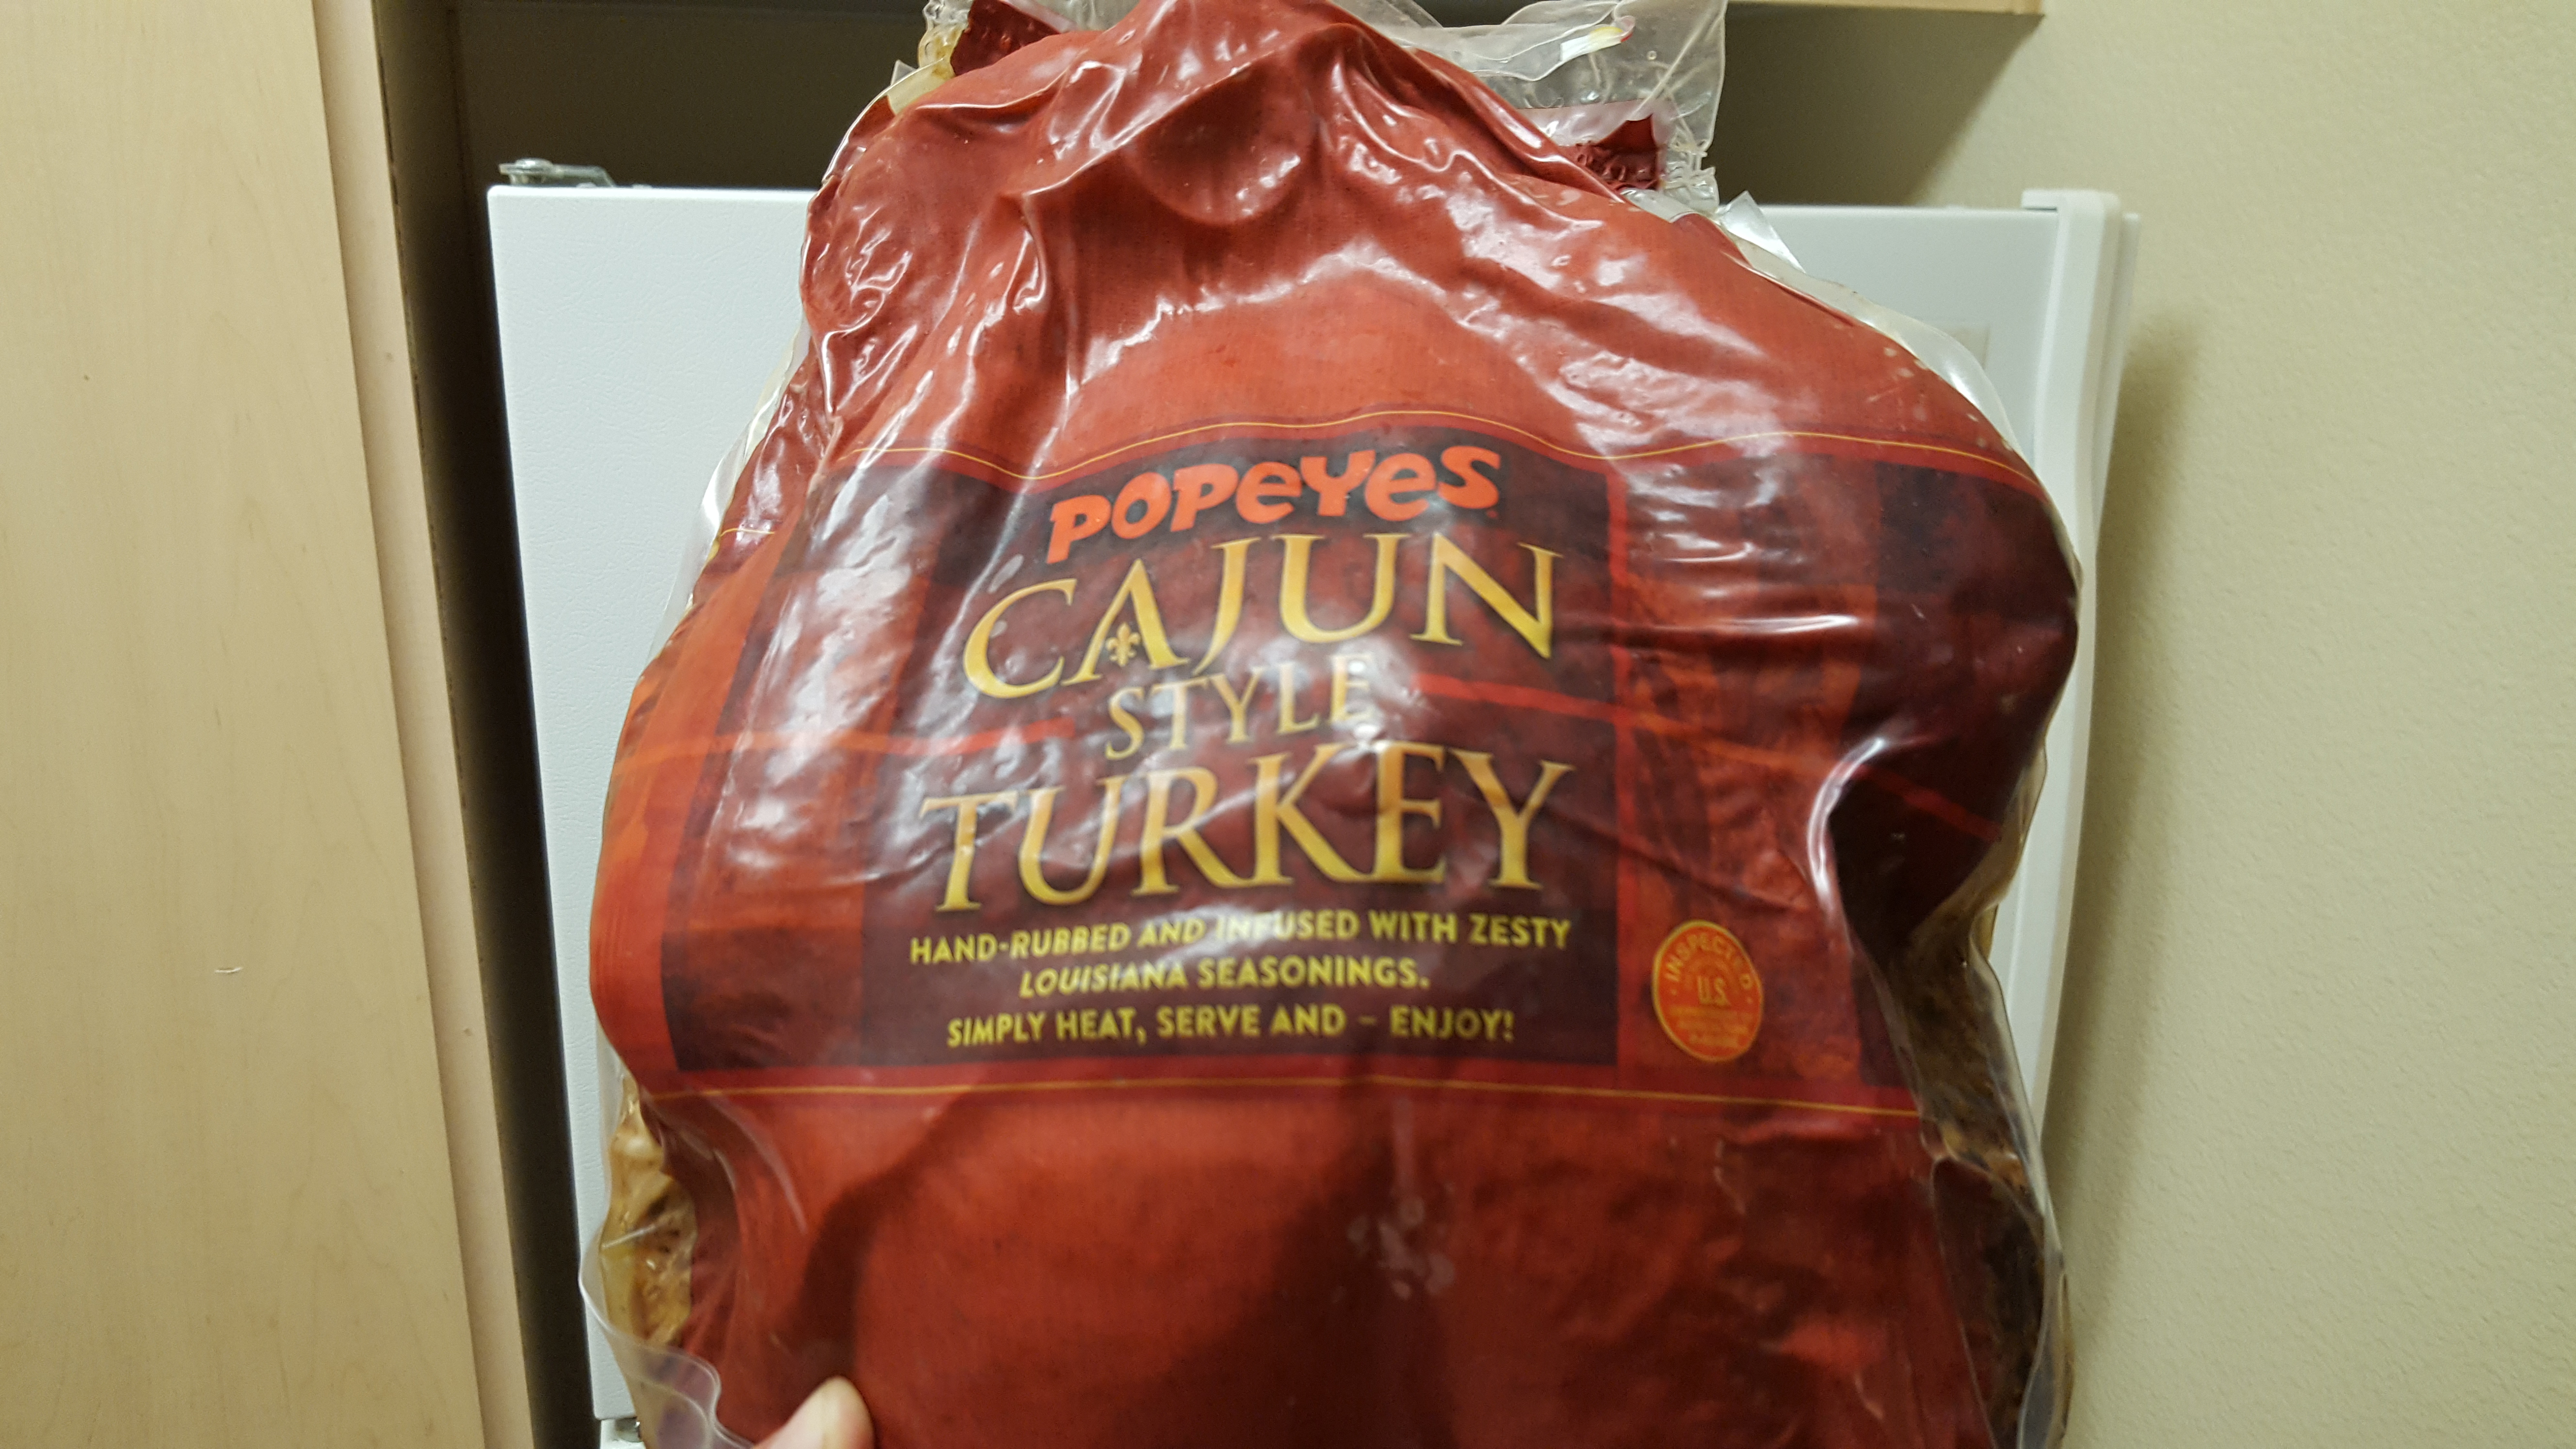 POPEYES
CAJUN
STYLE
TURKEY
HAND-RUBBED AND INFUSED WITH ZESTY
LOUISIANA SEASONINGS.
SIMPLY HEAT, SERVE AND – ENJOY!
INSPECTED
U.S.